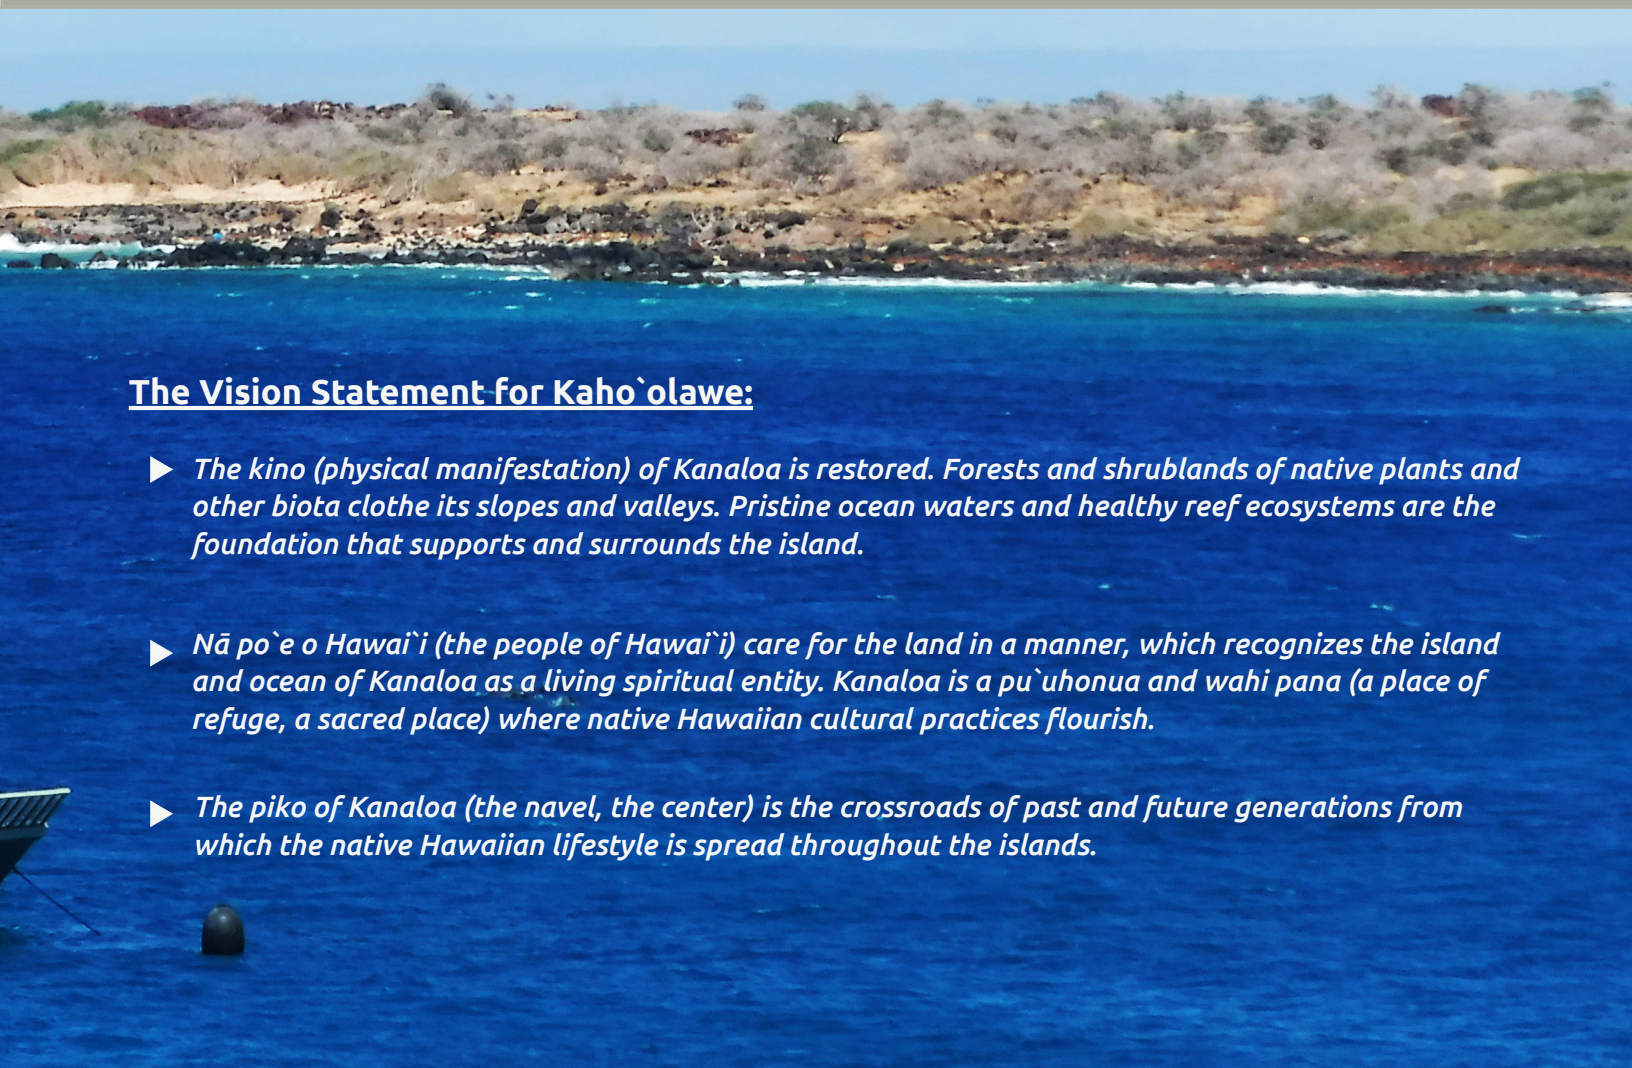 The Vision Statement for Kaho`olawe:
The kino (physical manifestation) of Kanaloa is restored. Forests and shrublands of native plants and
other biota clothe its slopes and valleys. Pristine ocean waters and healthy reef ecosystems are the
foundation that supports and surrounds the island.
Nā po`e o Hawai`i (the people of Hawai`i) care for the land in a manner, which recognizes the island
and ocean of Kanaloa as a living spiritual entity. Kanaloa is a pu`uhonua and wahi pana (a place of
refuge, a sacred place) where native Hawaiian cultural practices flourish.
The piko of Kanaloa (the navel, the center) is the crossroads of past and future generations from
which the native Hawaiian lifestyle is spread throughout the islands.